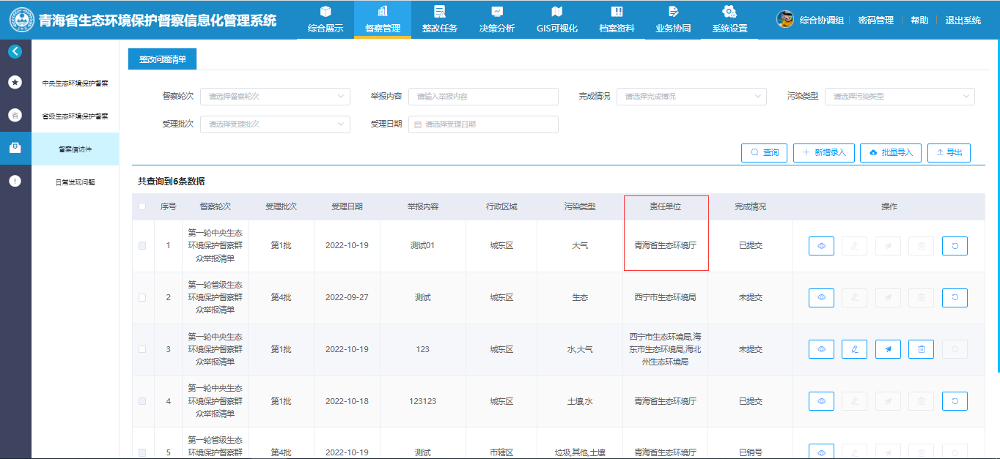 青海省生态环境保护督察信息化管理系统
综合展示
督察管理
整改任务
决策分析
GIS可视化
档案资料
业务协同
系统设置
综合协调组
密码管理
帮助
退出系统
中央生态环境保护督察
省
省级生态环境保护督察
督察信访件
日常发现问题
整改问题清单
督察轮次 请选择督察轮次
举报内容 请输入举报内容
完成情况 请选择完成情况
污染类型 请选择污染类型
受理批次 请选择受理批次
受理日期 请选择受理日期
查询
新增录入
批量导入
导出
共查询到6条数据
序号 督察轮次 受理批次 受理日期 举报内容 行政区域 污染类型 责任单位 完成情况 操作
第一轮中央生态
1 环境保护督察群 第1批 2022-10-19 测试01 城东区 大气 青海省生态环境厅 已提交
众举报清单
第一轮省级生态
2 环境保护督察群 第4批 2022-09-27 测试 城东区 生态 西宁市生态环境局 未提交
众举报清单
第一轮中央生态 西宁市生态环境局,海
3 环境保护督察群 第1批 2022-10-19 123 城东区 水,大气 东市生态环境局,海北 未提交
众举报清单 州生态环境局
第一轮中央生态
4 环境保护督察群 第1批 2022-10-18 123123 城东区 土壤,水 青海省生态环境厅 已提交
众举报清单
第一轮省级生态
5 环境保护督察群 第4批 2022-10-19 测试 市辖区 垃圾,其他,土壤 青海省生态环境厅 已销号